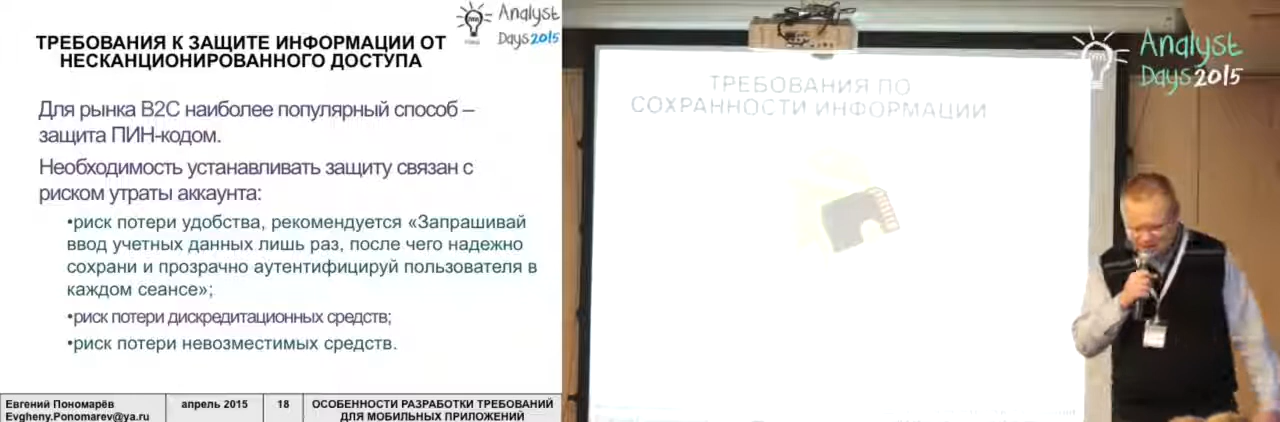 ТРЕБОВАНИЯ К ЗАЩИТЕ ИНФОРМАЦИИ ОТ
НЕСКАНЦИОНИРОВАННОГО ДОСТУПА
Analyst
Days 2015
Для рынка B2C наиболее популярный способ –
защита ПИН-кодом.
Необходимость устанавливать защиту связан с
риском утраты аккаунта:
•риск потери удобства, рекомендуется «Запрашивай
ввод учетных данных лишь раз, после чего надежно
сохрани и прозрачно аутентифицируй пользователя в
каждом сеансе»;
•риск потери дискредитационных средств;
•риск потери невозместимых средств.
Евгений Пономарёв
Evgheny.Ponomarev@ya.ru
апрель 2015
18
ОСОБЕННОСТИ РАЗРАБОТКИ ТРЕБОВАНИЙ
ДЛЯ МОБИЛЬНЫХ ПРИЛОЖЕНИЙ
ТРЕБОВАНИЯ ПО
СОХРАННОСТИ ИНФОРМАЦИИ
Analyst
Days 2015